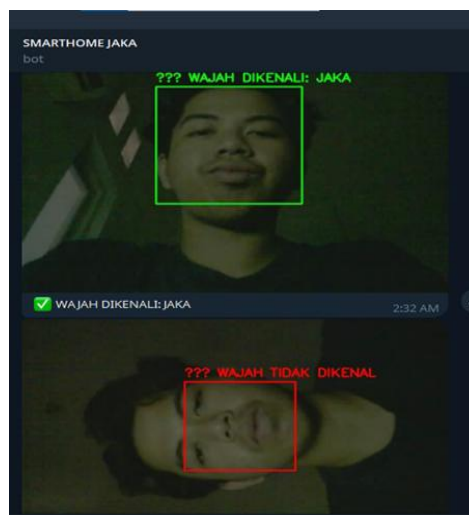 SMARTHOME JAKA
bot
??? WAJAH DIKENALI: JAKA
✅ WAJAH DIKENALI: JAKA
2:32 AM
??? WAJAH TIDAK DIKENAL